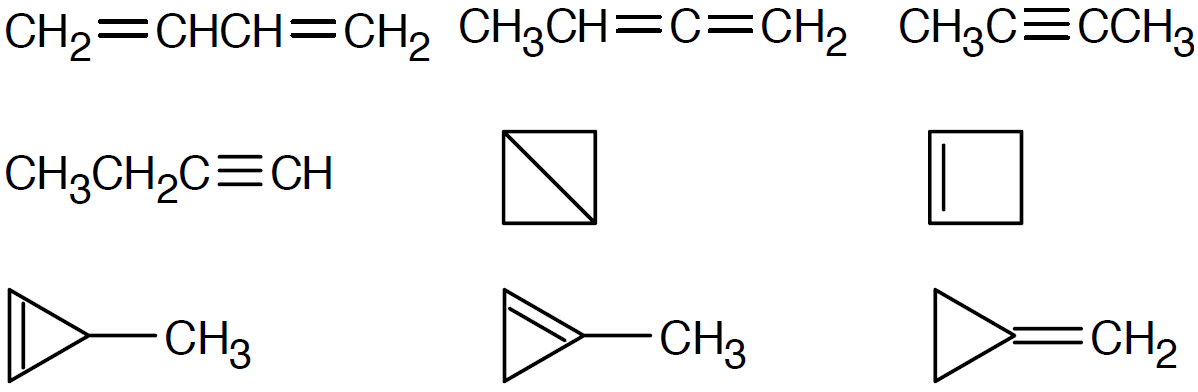 CH₂=CHCH=CH₂ CH₃CH=C=CH₂ CH₃C≡CCH₃
CH₃CH₂C≡CH
CH₃ CH₃ CH₂